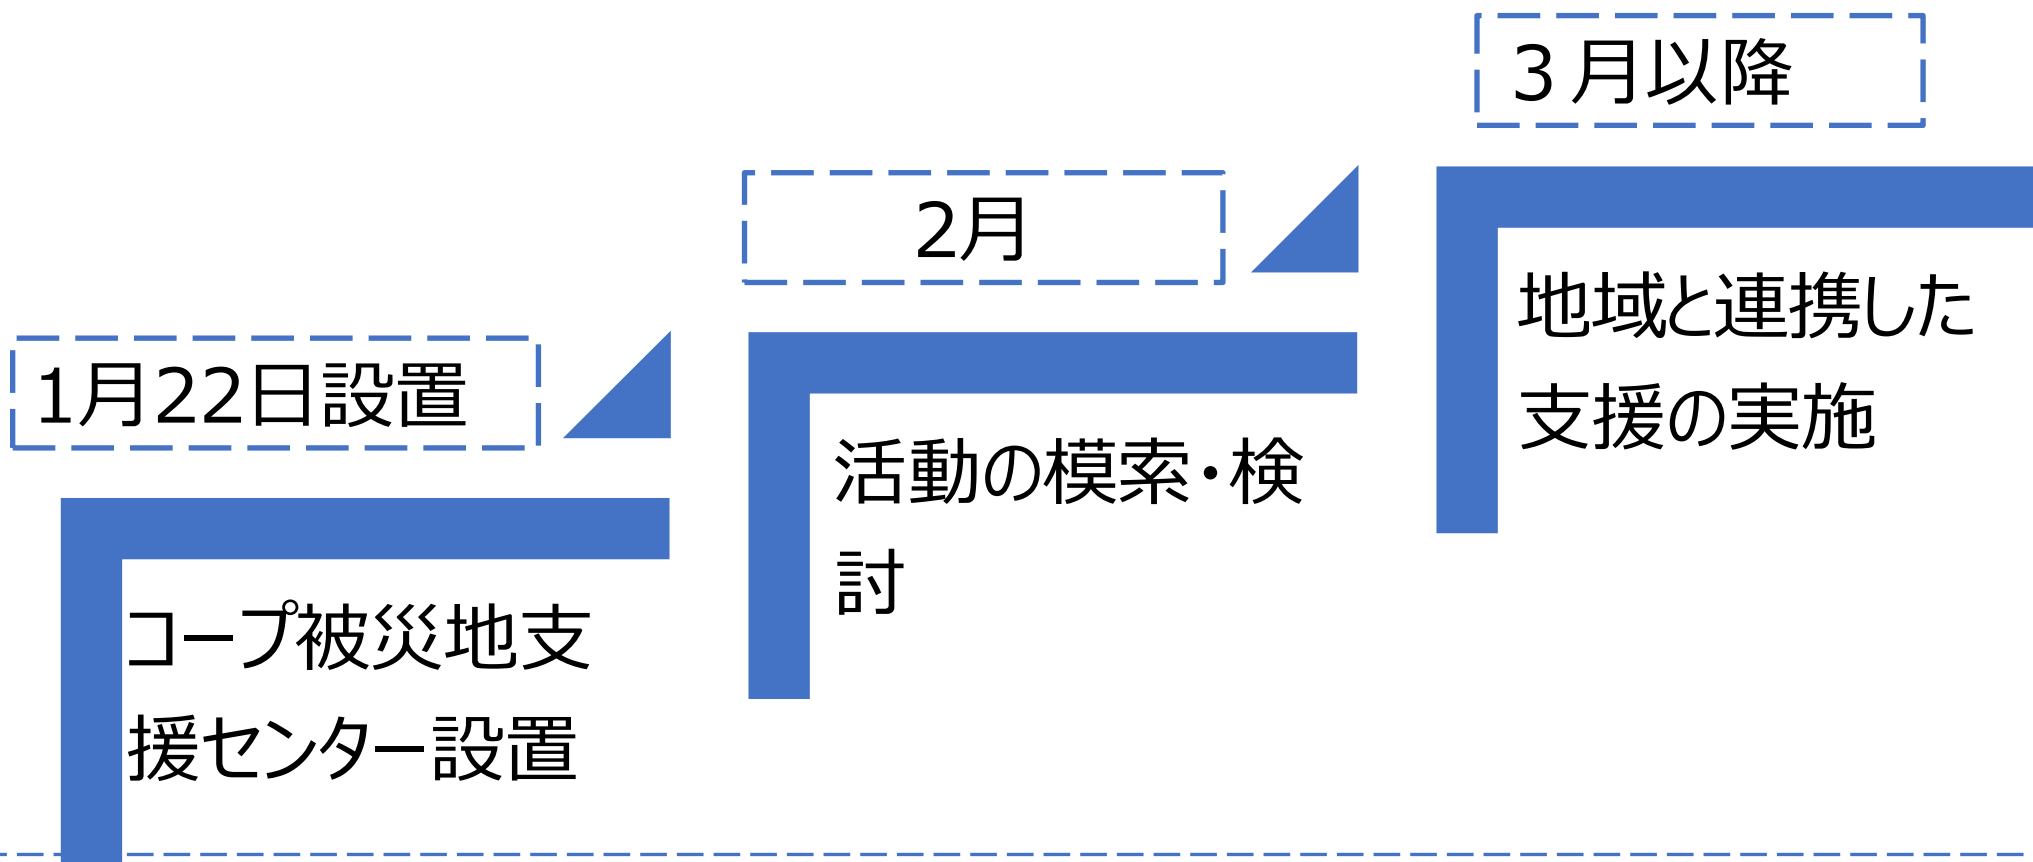 1月22日設置
コープ被災地支
援センター設置
2月
活動の模索・検
討
3月以降
地域と連携した
支援の実施